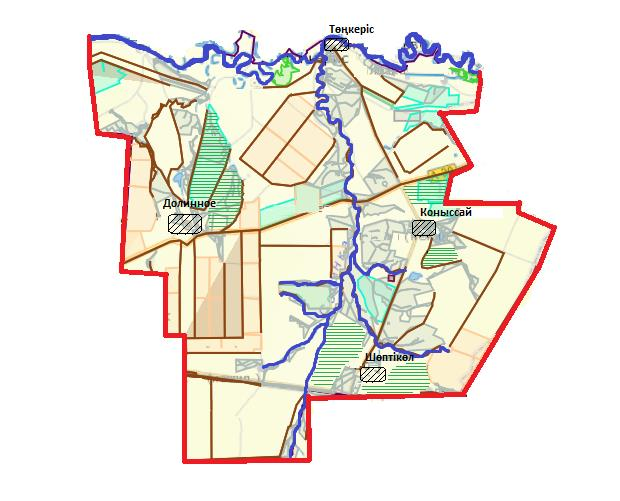 Төңкеріс
Долинное
Коныссай
Шөптікөл